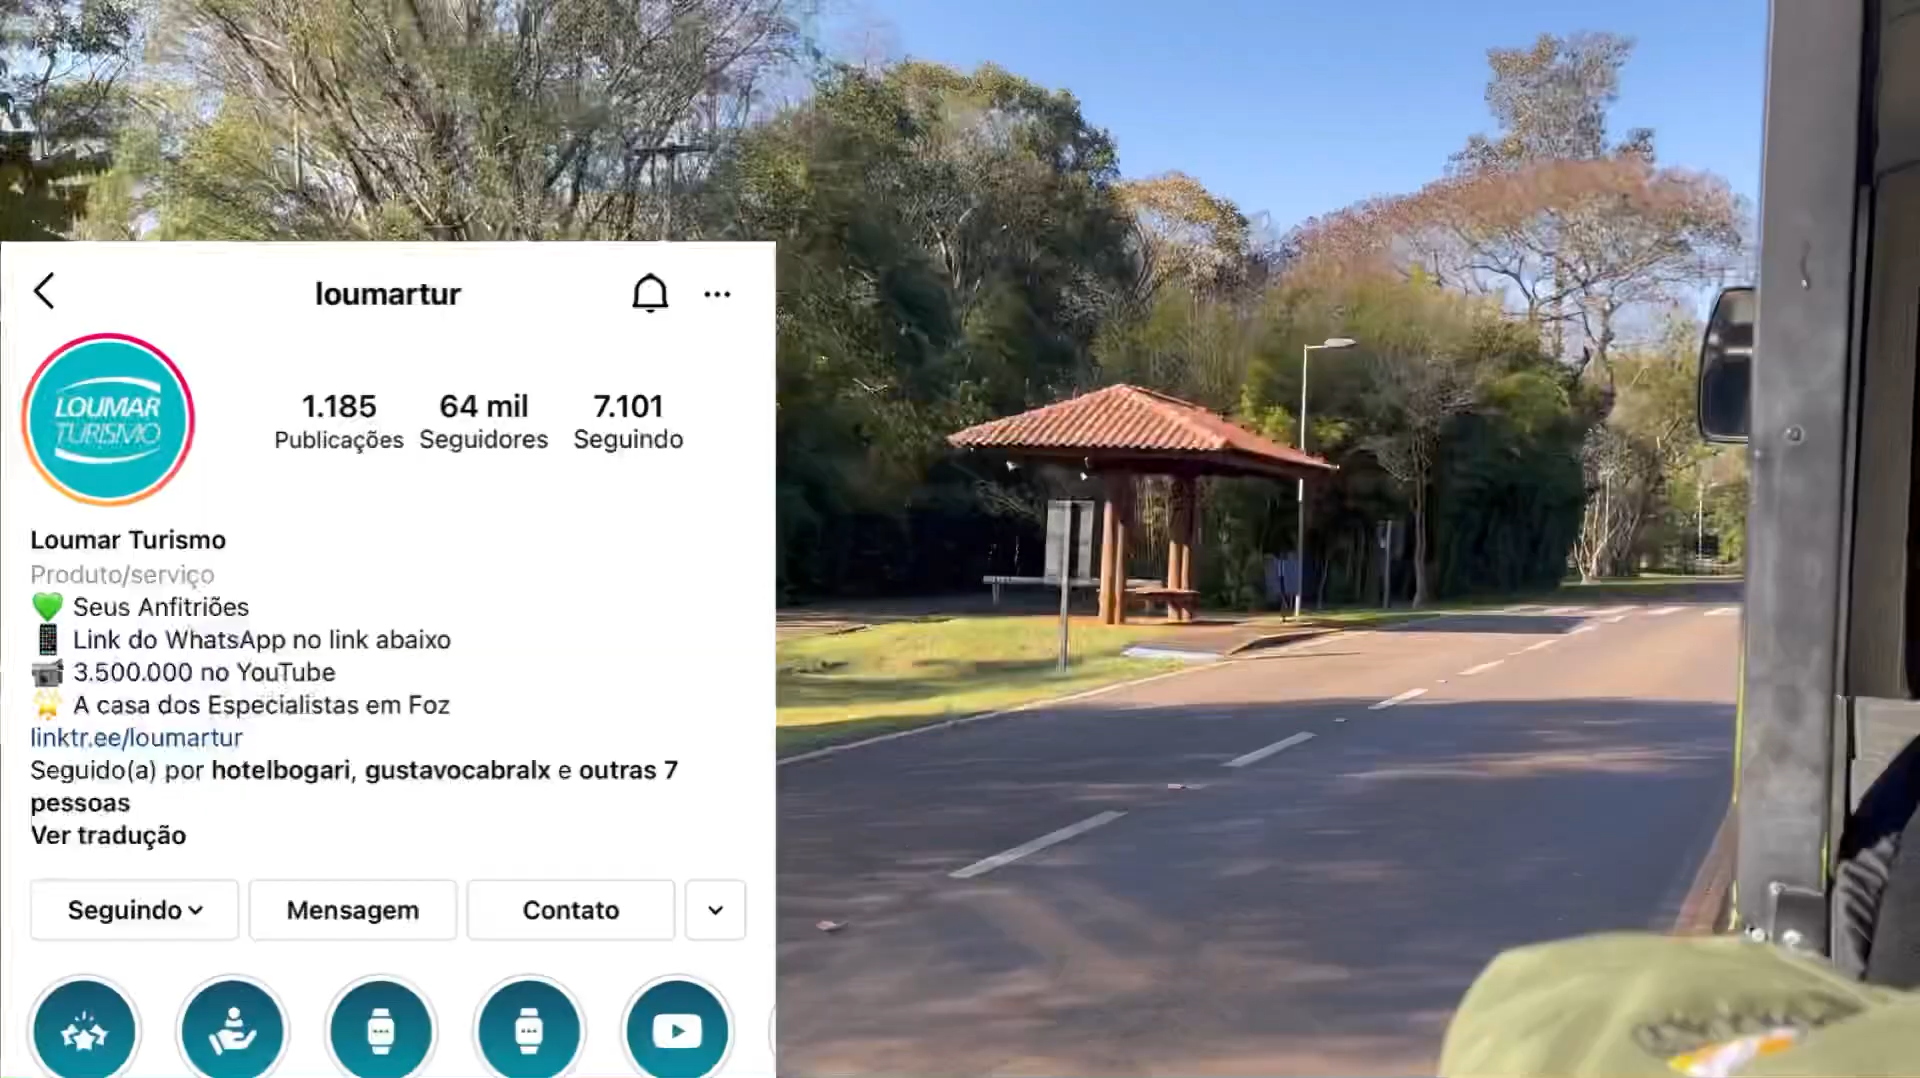 loumartur
LOUMAR
TURISMO
1.185 64 mil 7.101
Publicações Seguidores Seguindo
Loumar Turismo
Produto/serviço
💚 Seus Anfitriões
📱 Link do WhatsApp no link abaixo
📹 3.500.000 no YouTube
🌟 A casa dos Especialistas em Foz
linktr.ee/loumartur
Seguido(a) por hotelbogari, gustavocabralx e outras 7
pessoas
Ver tradução
Seguindo Mensagem Contato